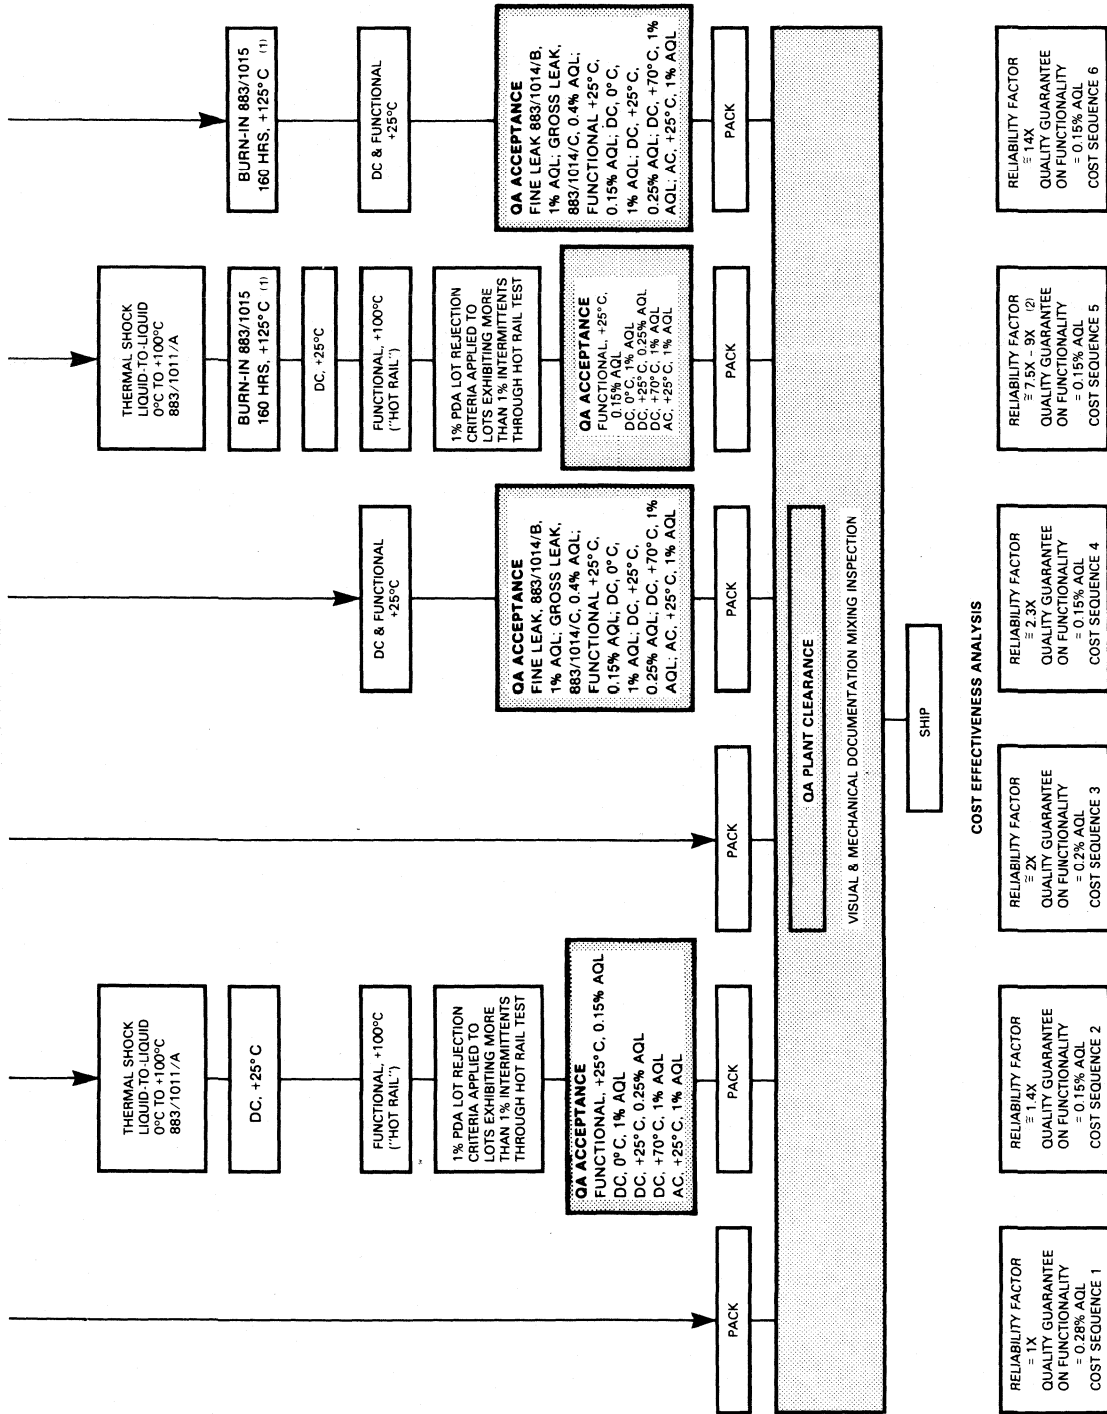 PACK
THERMAL SHOCK
LIQUID-TO-LIQUID
0°C TO +100°C
883/1011/A
DC, +25°C
FUNCTIONAL, +100°C
("HOT RAIL")
1% PDA LOT REJECTION
CRITERIA APPLIED TO
LOTS EXHIBITING MORE
THAN 1% INTERMITTENTS
THROUGH HOT RAIL TEST
QA ACCEPTANCE
FUNCTIONAL, +25°C, 0.15% AQL
DC, 0°C, 1% AQL
DC, +25°C, 0.25% AQL
DC, +70°C, 1% AQL
AC, +25°C, 1% AQL
PACK
PACK
DC & FUNCTIONAL
+25°C
QA ACCEPTANCE
FINE LEAK, 883/1014/B,
1% AQL; GROSS LEAK,
883/1014/C, 0.4% AQL;
FUNCTIONAL +25°C,
0.15% AQL; DC, 0°C,
1% AQL; DC, +25°C,
0.25% AQL; DC, +70°C, 1%
AQL; AC, +25°C, 1% AQL
PACK
THERMAL SHOCK
LIQUID-TO-LIQUID
0°C TO +100°C
883/1011/A
BURN-IN 883/1015
160 HRS, +125°C (1)
DC, +25°C
FUNCTIONAL, +100°C
("HOT RAIL")
1% PDA LOT REJECTION
CRITERIA APPLIED TO
LOTS EXHIBITING MORE
THAN 1% INTERMITTENTS
THROUGH HOT RAIL TEST
QA ACCEPTANCE
FUNCTIONAL, +25°C,
0.15% AQL
DC, 0°C, 1% AQL
DC, +25°C, 0.25% AQL
DC, +70°C, 1% AQL
AC, +25°C, 1% AQL
PACK
BURN-IN 883/1015
160 HRS, +125°C (1)
DC & FUNCTIONAL
+25°C
QA ACCEPTANCE
FINE LEAK 883/1014/B,
1% AQL; GROSS LEAK,
883/1014/C, 0.4% AQL;
FUNCTIONAL +25°C,
0.15% AQL; DC, 0°C,
1% AQL; DC, +25°C,
0.25% AQL; DC, +70°C, 1%
AQL; AC, +25°C, 1% AQL
PACK
QA PLANT CLEARANCE
VISUAL & MECHANICAL DOCUMENTATION MIXING INSPECTION
SHIP
COST EFFECTIVENESS ANALYSIS
RELIABILITY FACTOR
= 1X
QUALITY GUARANTEE
ON FUNCTIONALITY
= 0.28% AQL
COST SEQUENCE 1
RELIABILITY FACTOR
≅ 1.4X
QUALITY GUARANTEE
ON FUNCTIONALITY
= 0.15% AQL
COST SEQUENCE 2
RELIABILITY FACTOR
≅ 2X
QUALITY GUARANTEE
ON FUNCTIONALITY
= 0.2% AQL
COST SEQUENCE 3
RELIABILITY FACTOR
≅ 2.3X
QUALITY GUARANTEE
ON FUNCTIONALITY
= 0.15% AQL
COST SEQUENCE 4
RELIABILITY FACTOR
≅ 7.5X - 9X (2)
QUALITY GUARANTEE
ON FUNCTIONALITY
= 0.15% AQL
COST SEQUENCE 5
RELIABILITY FACTOR
≅ 14X
QUALITY GUARANTEE
ON FUNCTIONALITY
= 0.15% AQL
COST SEQUENCE 6